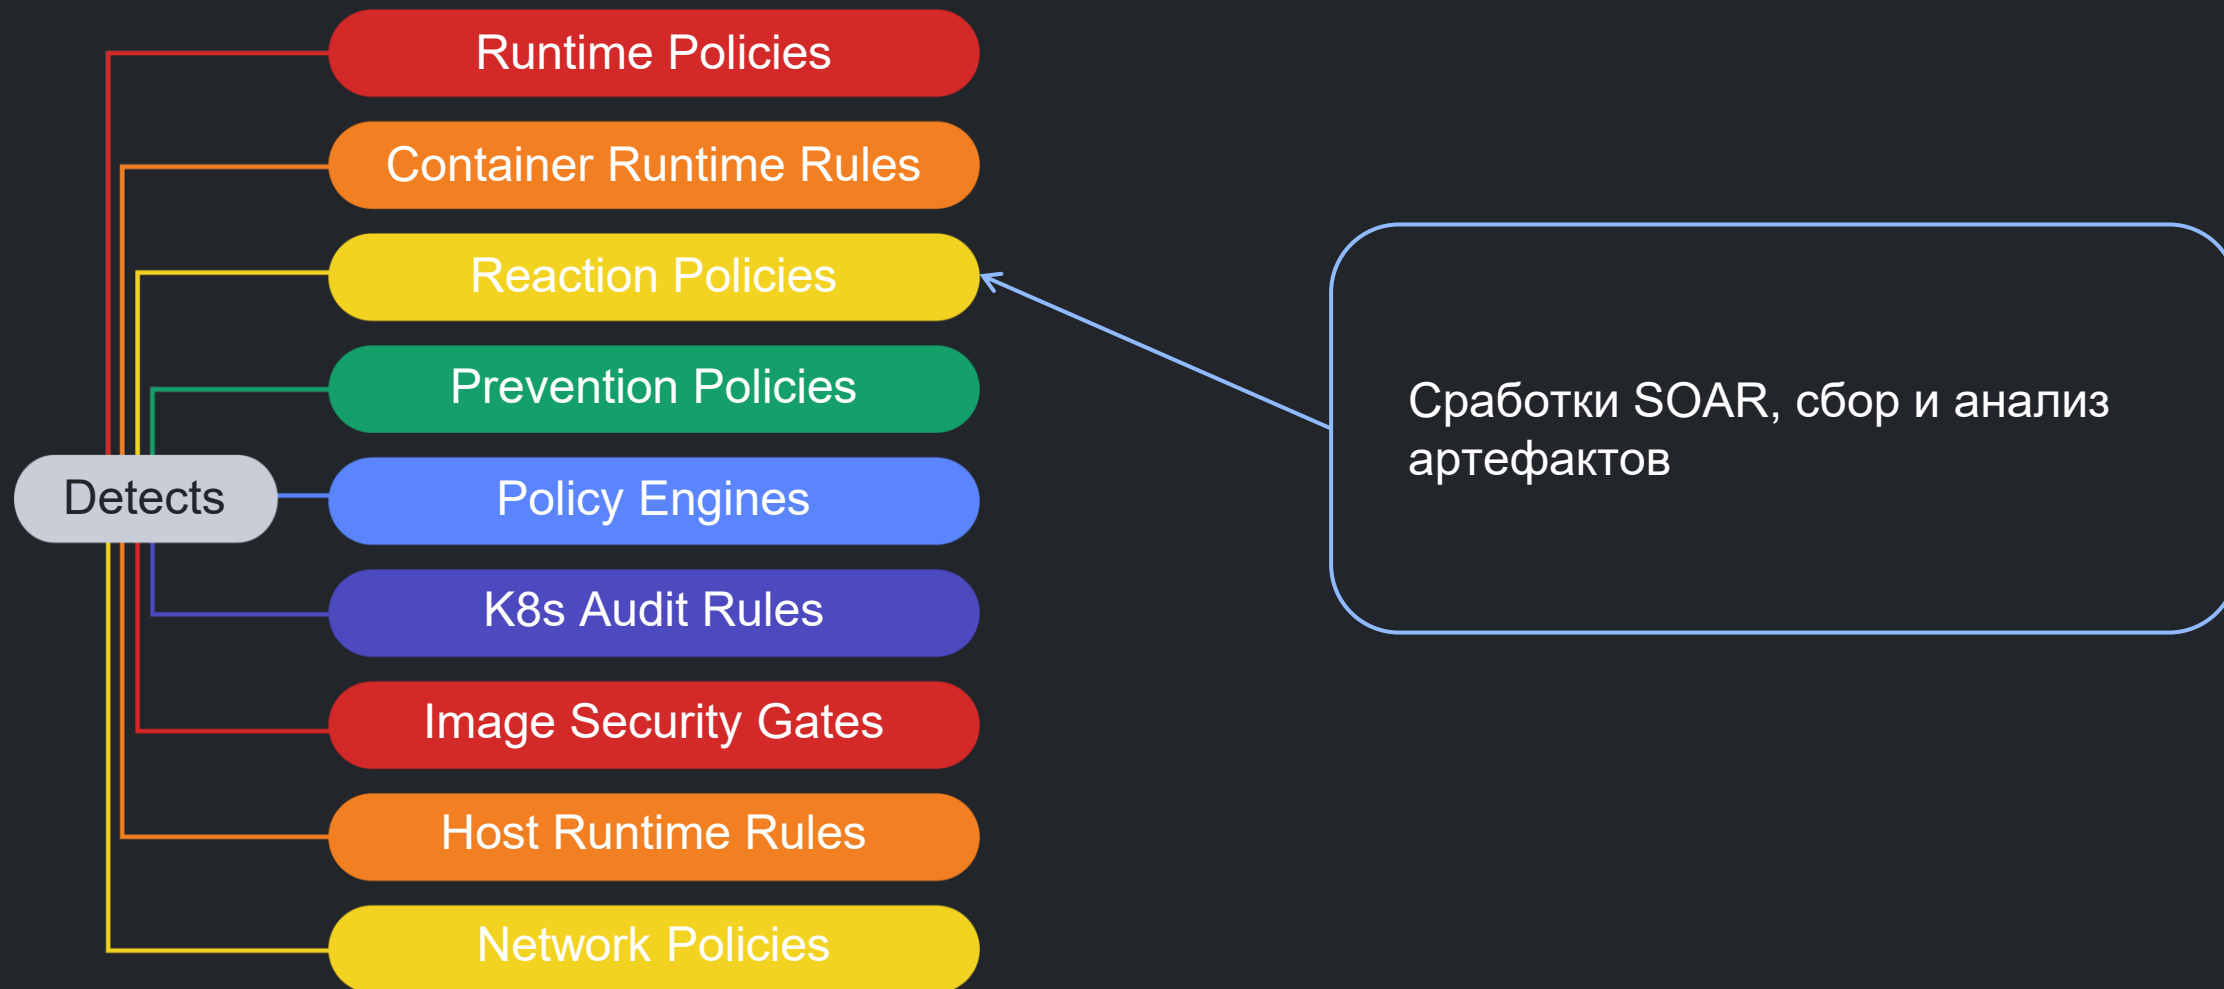 Runtime Policies
Container Runtime Rules
Reaction Policies
Prevention Policies
Detects
Policy Engines
K8s Audit Rules
Image Security Gates
Host Runtime Rules
Network Policies
Сработки SOAR, сбор и анализ
артефактов